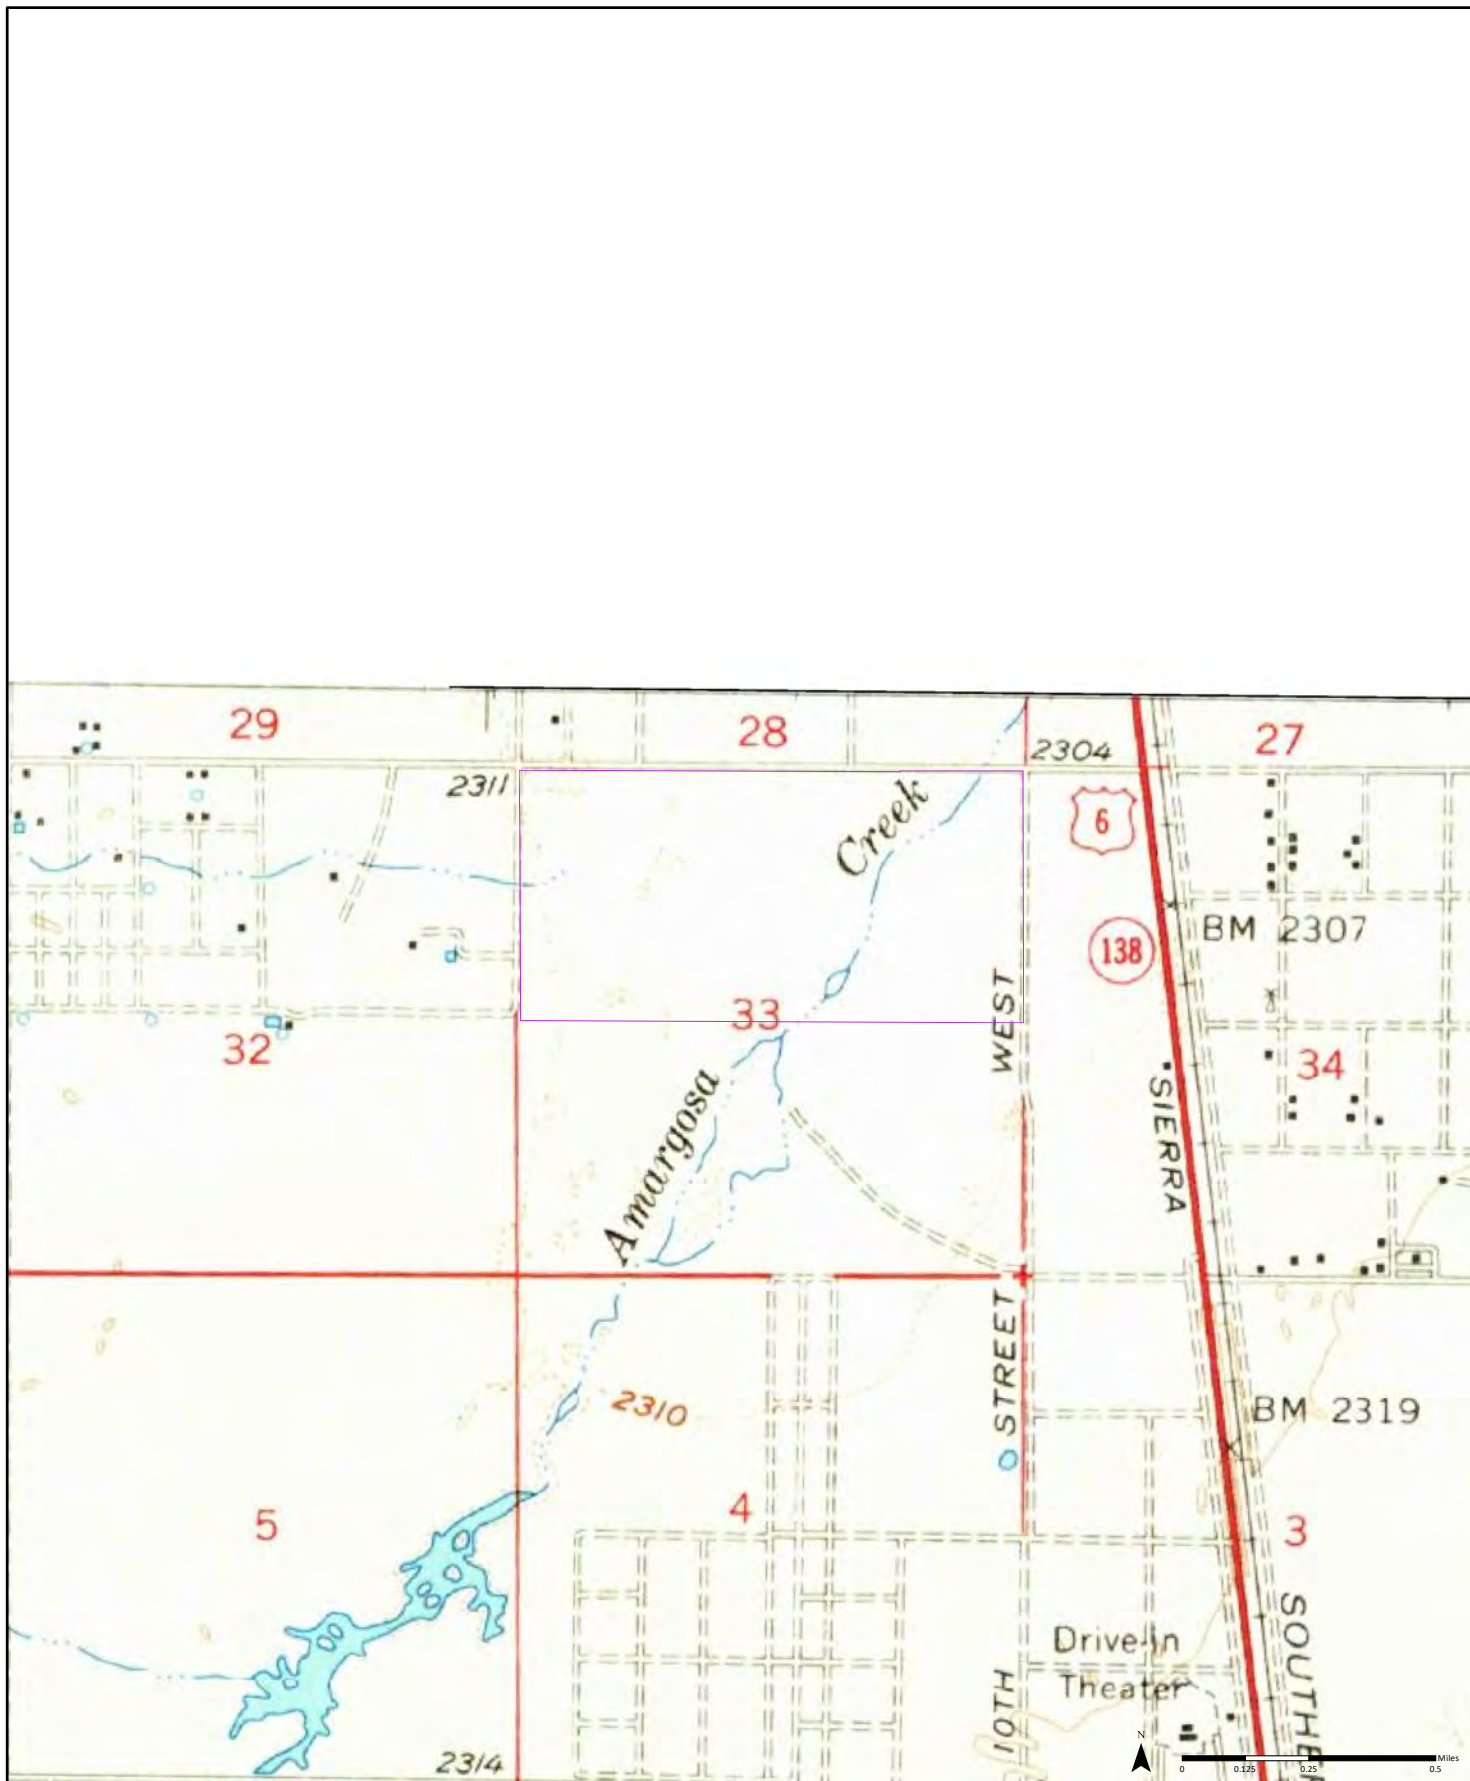 29
28
27
2304
2311
Creek
6
BM 2307
138
WEST
33
32
34
Amargosa
SIERRA
STREET
2310
BM 2319
5
4
3
Drive-in
Theater
10TH
SOUTHER
2314
N
Miles
0 0.125 0.25 0.5